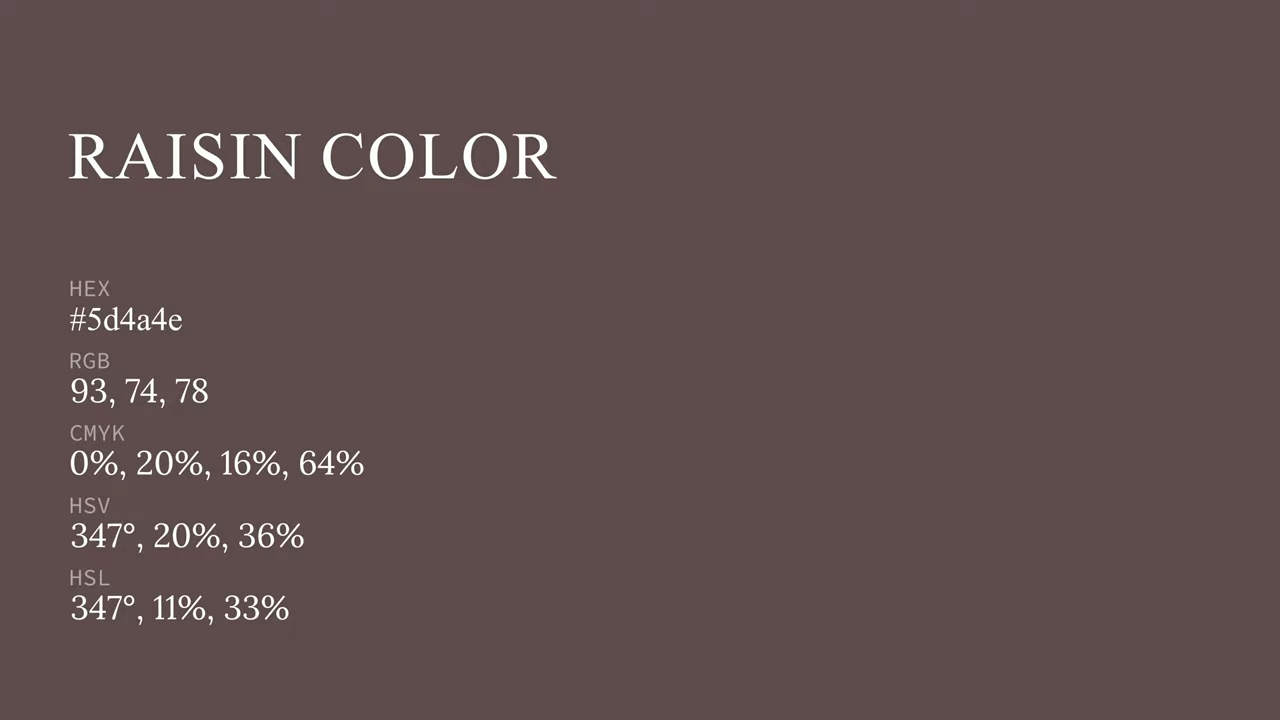 RAISIN COLOR
HEX
#5d4a4e
RGB
93, 74, 78
CMYK
0%, 20%, 16%, 64%
HSV
347°, 20%, 36%
HSL
347°, 11%, 33%